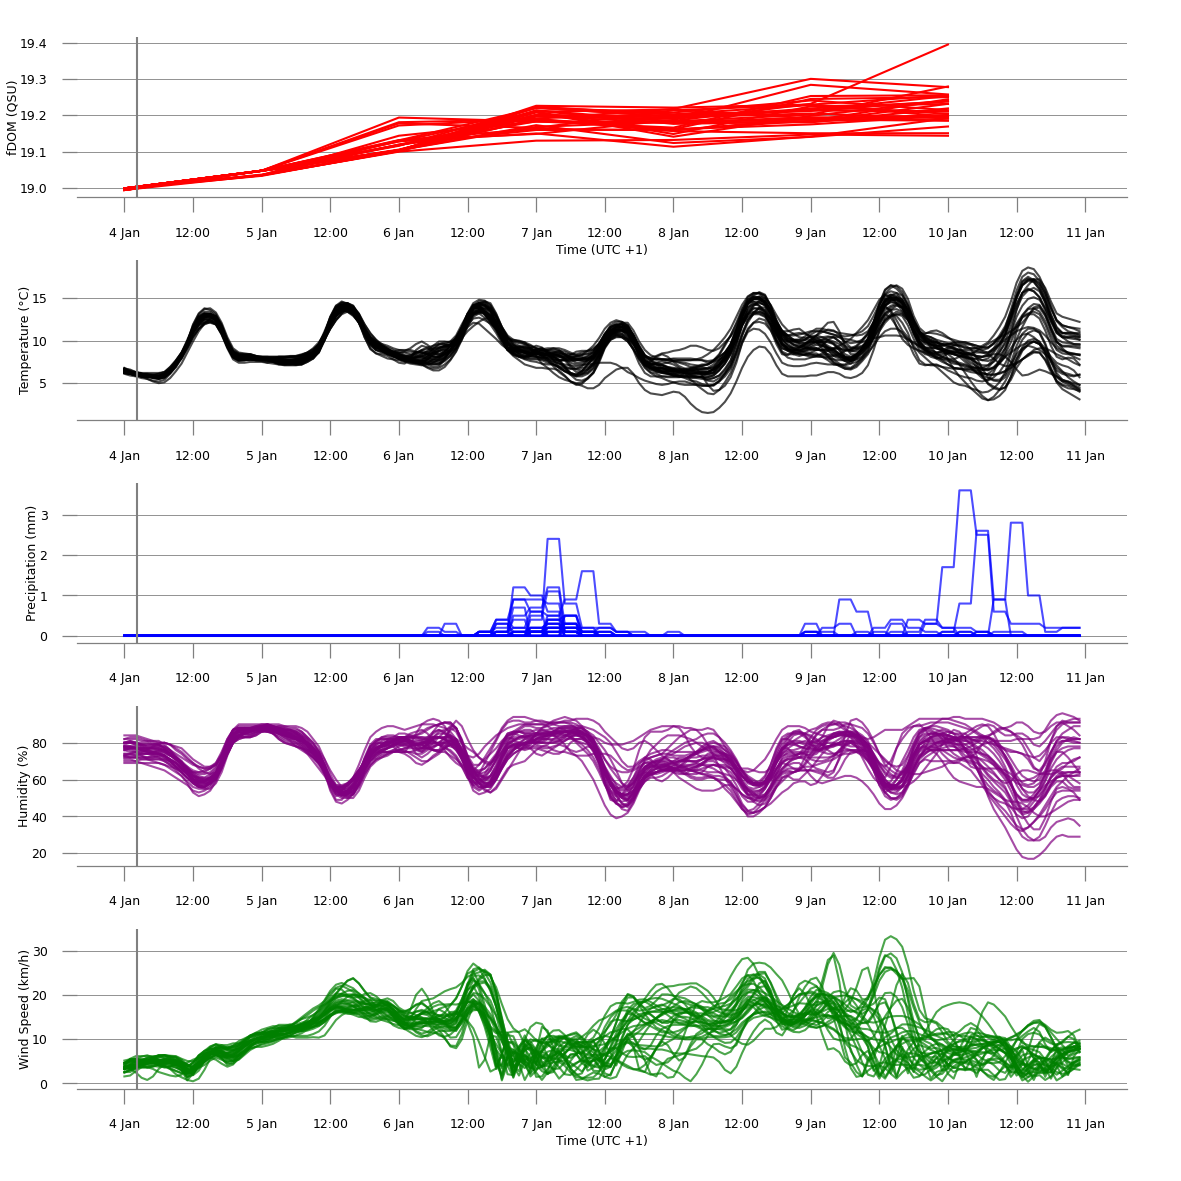 19.4
19.3
19.2
19.1
19.0
fDOM (QSU)
4 Jan 12:00 5 Jan 12:00 6 Jan 12:00 7 Jan 12:00 8 Jan 12:00 9 Jan 12:00 10 Jan 12:00 11 Jan
Time (UTC +1)
15
10
5
Temperature (°C)
4 Jan 12:00 5 Jan 12:00 6 Jan 12:00 7 Jan 12:00 8 Jan 12:00 9 Jan 12:00 10 Jan 12:00 11 Jan
3
2
1
0
Precipitation (mm)
4 Jan 12:00 5 Jan 12:00 6 Jan 12:00 7 Jan 12:00 8 Jan 12:00 9 Jan 12:00 10 Jan 12:00 11 Jan
80
60
40
20
Humidity (%)
4 Jan 12:00 5 Jan 12:00 6 Jan 12:00 7 Jan 12:00 8 Jan 12:00 9 Jan 12:00 10 Jan 12:00 11 Jan
30
20
10
0
Wind Speed (km/h)
4 Jan 12:00 5 Jan 12:00 6 Jan 12:00 7 Jan 12:00 8 Jan 12:00 9 Jan 12:00 10 Jan 12:00 11 Jan
Time (UTC +1)